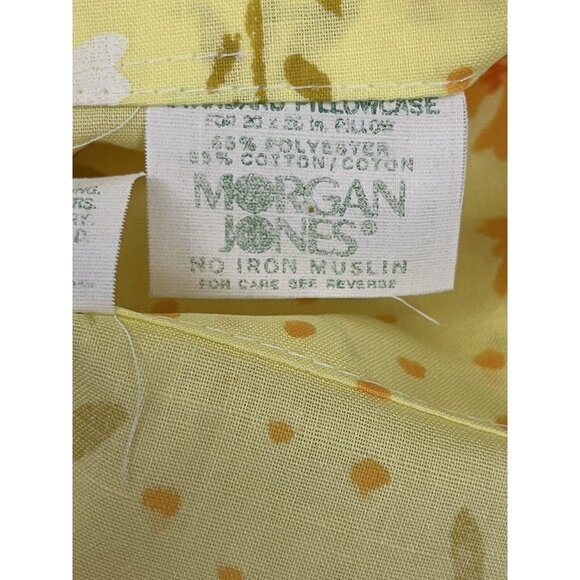 STANDARD PILLOWCASE
FOR 20 X 26 in. PILLOW
65% POLYESTER
35% COTTON/COTON
MORGAN
JONES®
NO IRON MUSLIN
FOR CARE SEE REVERSE